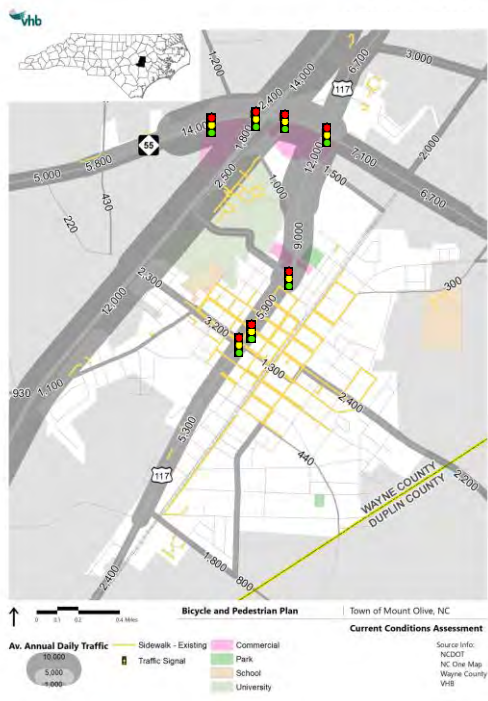 vhb
6,700
3,000
1,200
14,000
2,400
117
14,00
1,800
55
12,000
2,000
7,100
5,800
5,000
2,500
1,000
1,500
6,700
430
220
9,000
2,300
300
12,000
5,900
3,200
1,300
930
1,100
2,400
5,300
440
WAYNE COUNTY
DUPLIN COUNTY
2,200
117
1,800
800
2,400
0 0.1 0.2 0.4 Miles
Bicycle and Pedestrian Plan
Town of Mount Olive, NC
Current Conditions Assessment
Av. Annual Daily Traffic
10,000
5,000
1,000
Sidewalk - Existing
Traffic Signal
Commercial
Park
School
University
Source Info:
NCDOT
NC One Map
Wayne County
VHB